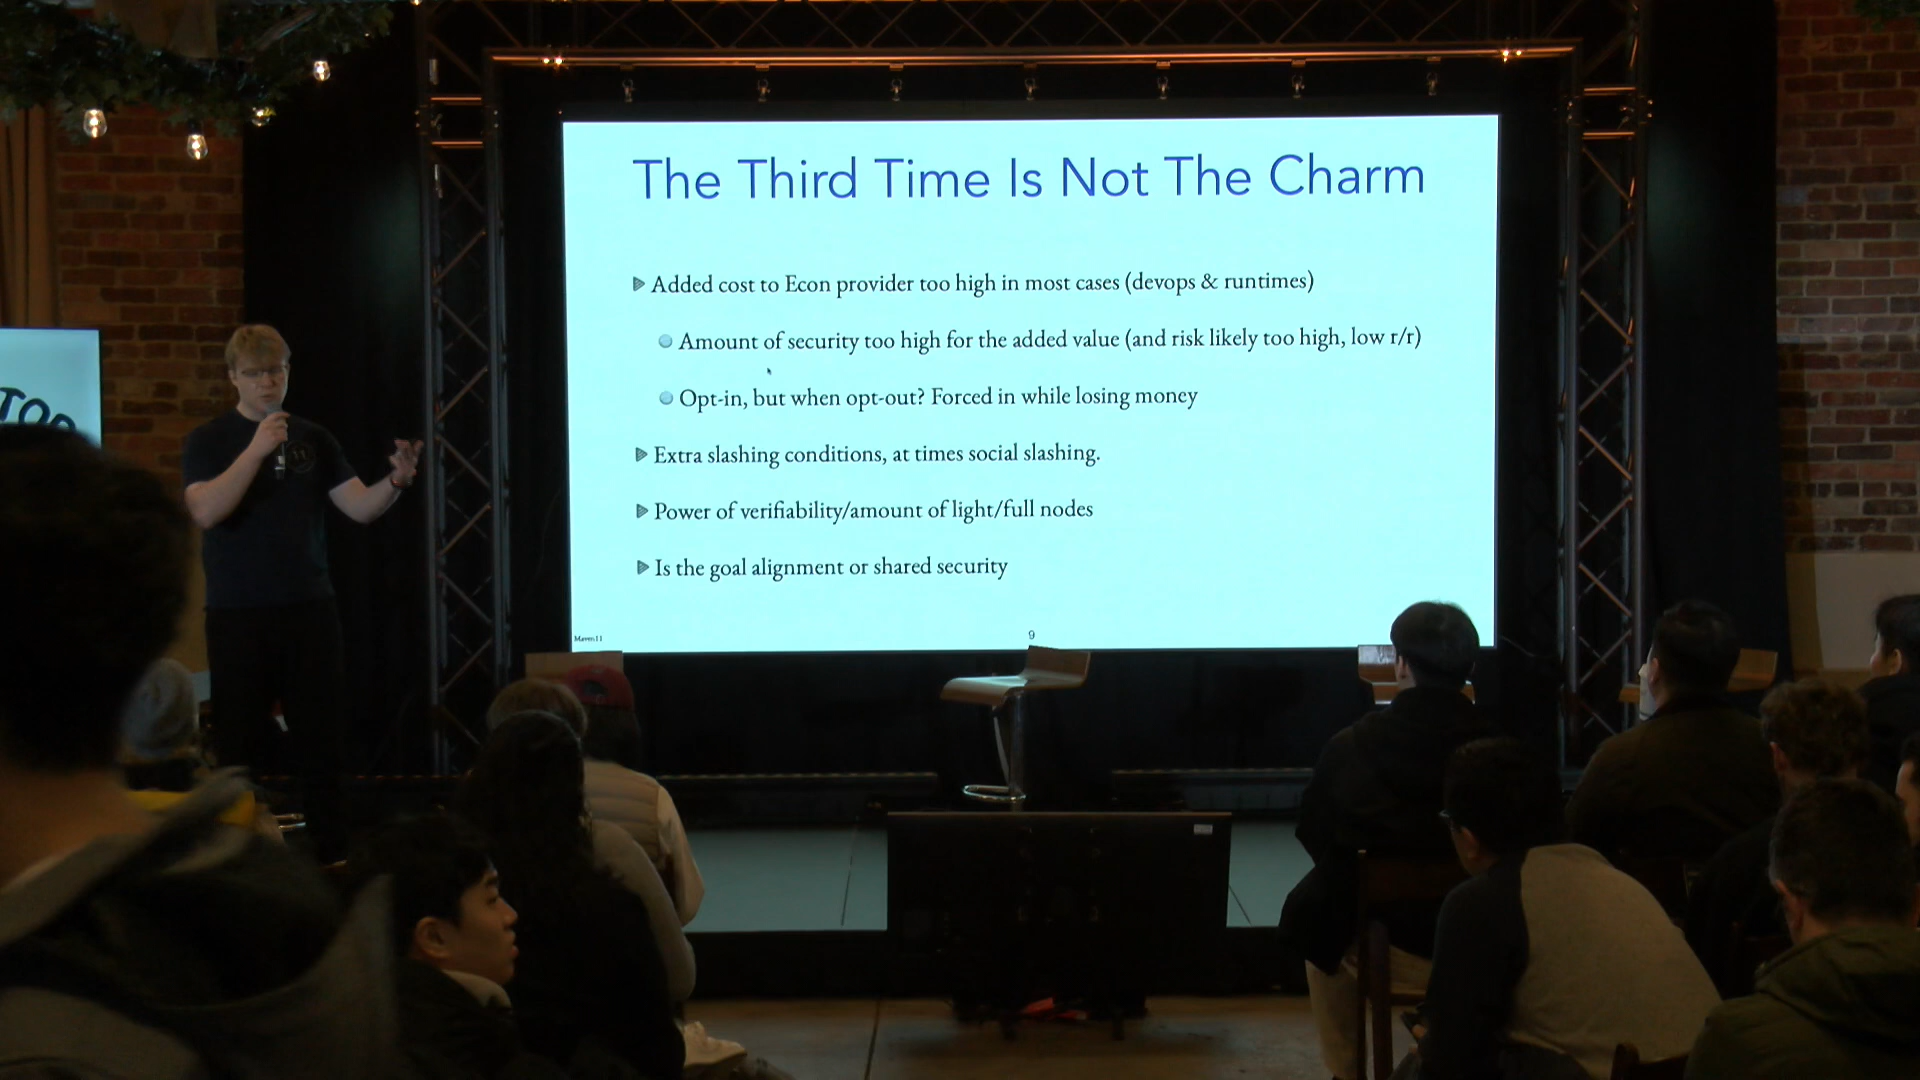 The Third Time Is Not The Charm
Added cost to Econ provider too high in most cases (devops & runtimes)
Amount of security too high for the added value (and risk likely too high, low r/r)
Opt-in, but when opt-out? Forced in while losing money
Extra slashing conditions, at times social slashing.
Power of verifiability/amount of light/full nodes
Is the goal alignment or shared security
Maven11
9